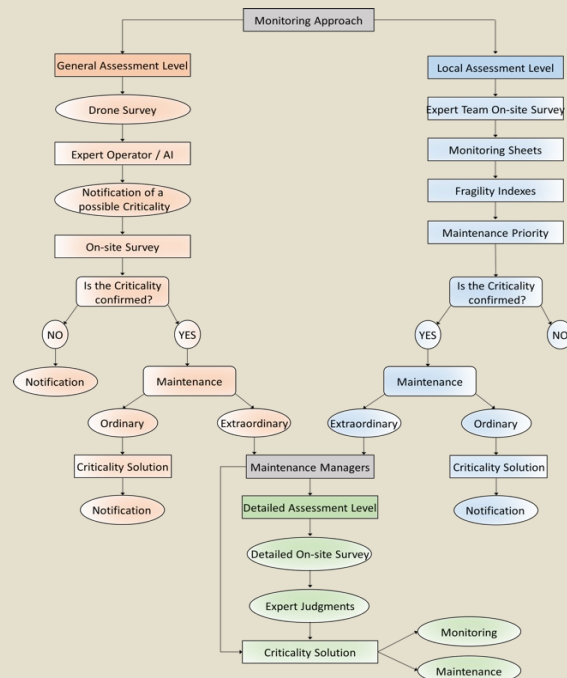 Monitoring Approach
General Assessment Level
Local Assessment Level
Drone Survey
Expert Team On-site Survey
Expert Operator / AI
Monitoring Sheets
Notification of a
possible Criticality
Fragility Indexes
On-site Survey
Maintenance Priority
Is the Criticality
confirmed?
Is the Criticality
confirmed?
NO
YES
YES
NO
Notification
Maintenance
Maintenance
Ordinary
Extraordinary
Extraordinary
Ordinary
Criticality Solution
Maintenance Managers
Criticality Solution
Notification
Detailed Assessment Level
Notification
Detailed On-site Survey
Expert Judgments
Monitoring
Criticality Solution
Maintenance